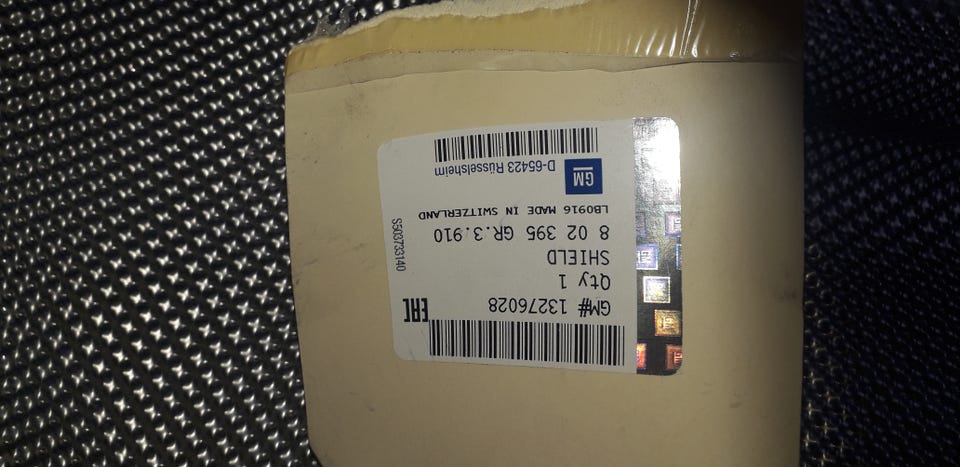 GM# 13276028
EAC
Qty 1
SHIELD
8 02 395 GR.3.910
LB0916 MADE IN SWITZERLAND
S503733140
GM
D-65423 Rüsselsheim